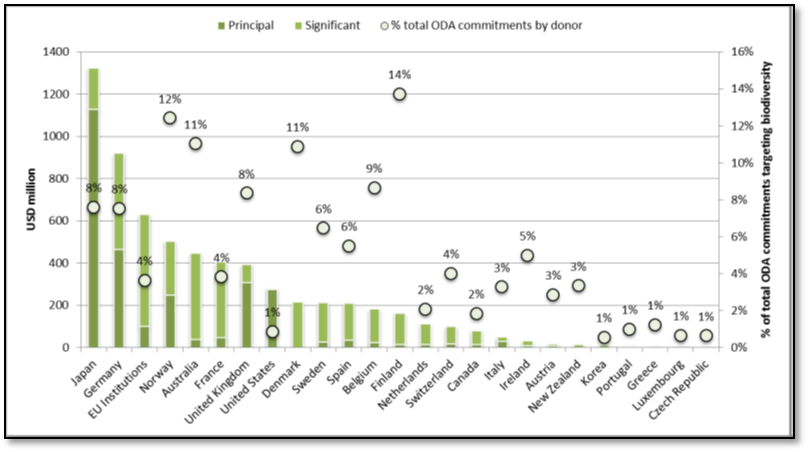 Principal Significant % total ODA commitments by donor
1400 16%
1200 14%
1000 12%
800 10%
600 8%
400 6%
200 4%
0 2%
0%
USD million
% of total ODA commitments targeting biodiversity
8% 8% 4% 12% 11% 4% 8% 1% 11% 6% 6% 9% 14% 2% 4% 2% 3% 5% 3% 3% 1% 1% 1% 1% 1%
Japan
Germany
EU Institutions
Norway
Australia
France
United Kingdom
United States
Denmark
Sweden
Spain
Belgium
Finland
Netherlands
Switzerland
Canada
Italy
Ireland
Austria
New Zealand
Korea
Portugal
Greece
Luxembourg
Czech Republic